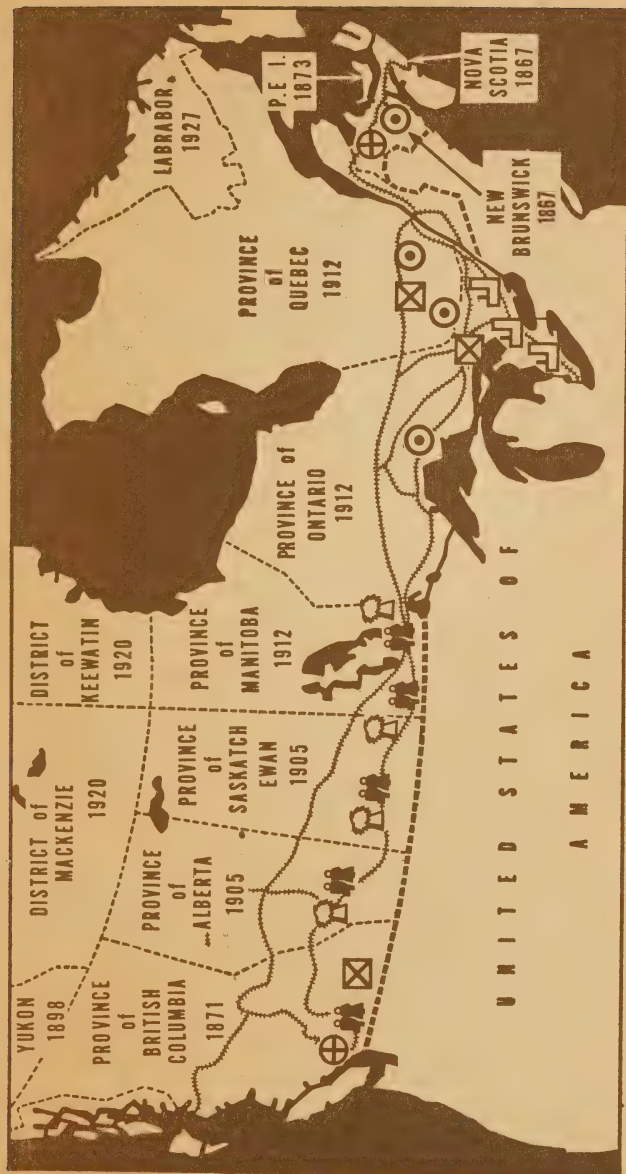 YUKON
1898
PROVINCE
of
BRITISH
COLUMBIA
1871
DISTRICT of
MACKENZIE
1920
PROVINCE
of
ALBERTA
1905
DISTRICT
of
KEEWATIN
1920
PROVINCE
of
SASKATCH
EWAN
1905
PROVINCE
of
MANITOBA
1912
PROVINCE of
ONTARIO
1912
PROVINCE
of
QUEBEC
1912
LABRABOR
1927
P.E I.
1873
NOVA
SCOTIA
1867
NEW
BRUNSWICK
1867
UNITED STATES OF
AMERICA